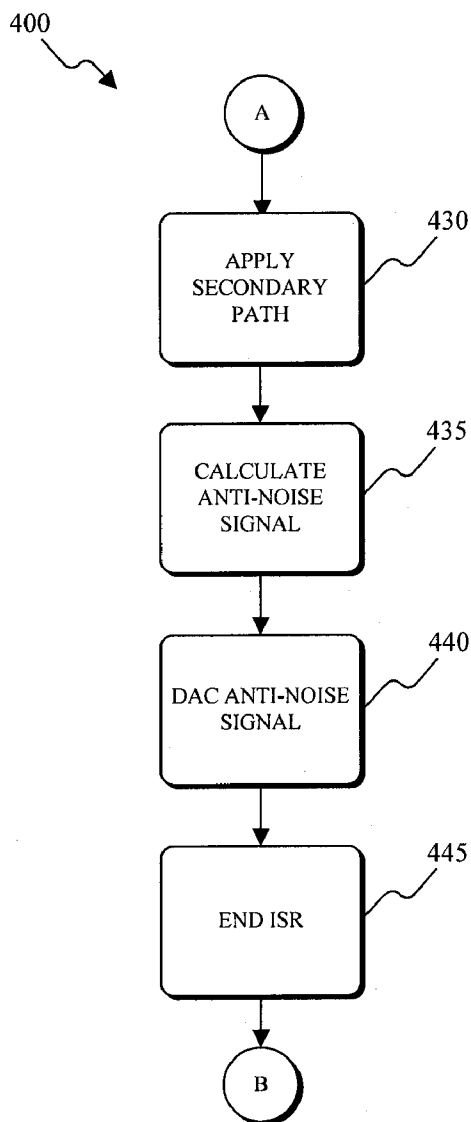 400
A
430
APPLY
SECONDARY
PATH
435
CALCULATE
ANTI-NOISE
SIGNAL
440
DAC ANTI-NOISE
SIGNAL
445
END ISR
B